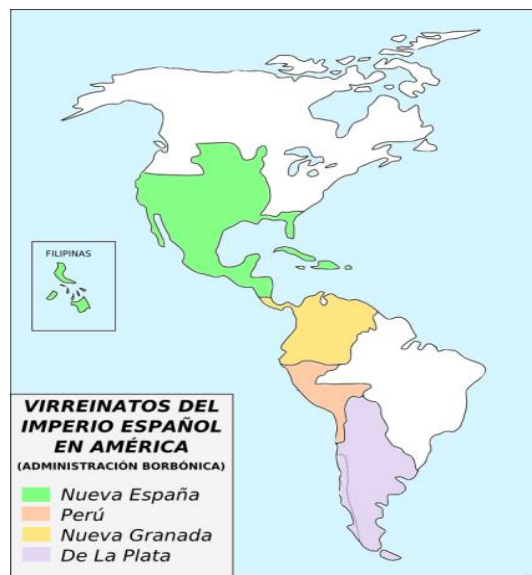 FILIPINAS
VIRREINATOS DEL
IMPERIO ESPAÑOL
EN AMÉRICA
(ADMINISTRACIÓN BORBÓNICA)
Nueva España
Perú
Nueva Granada
De La Plata